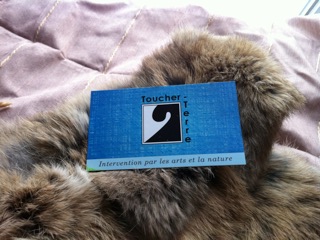 Toucher-
Terre
Intervention par les arts et la nature